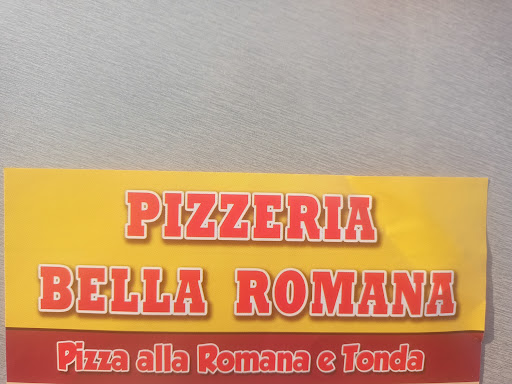 PIZZERIA
BELLA ROMANA
Pizza alla Romana e Tonda